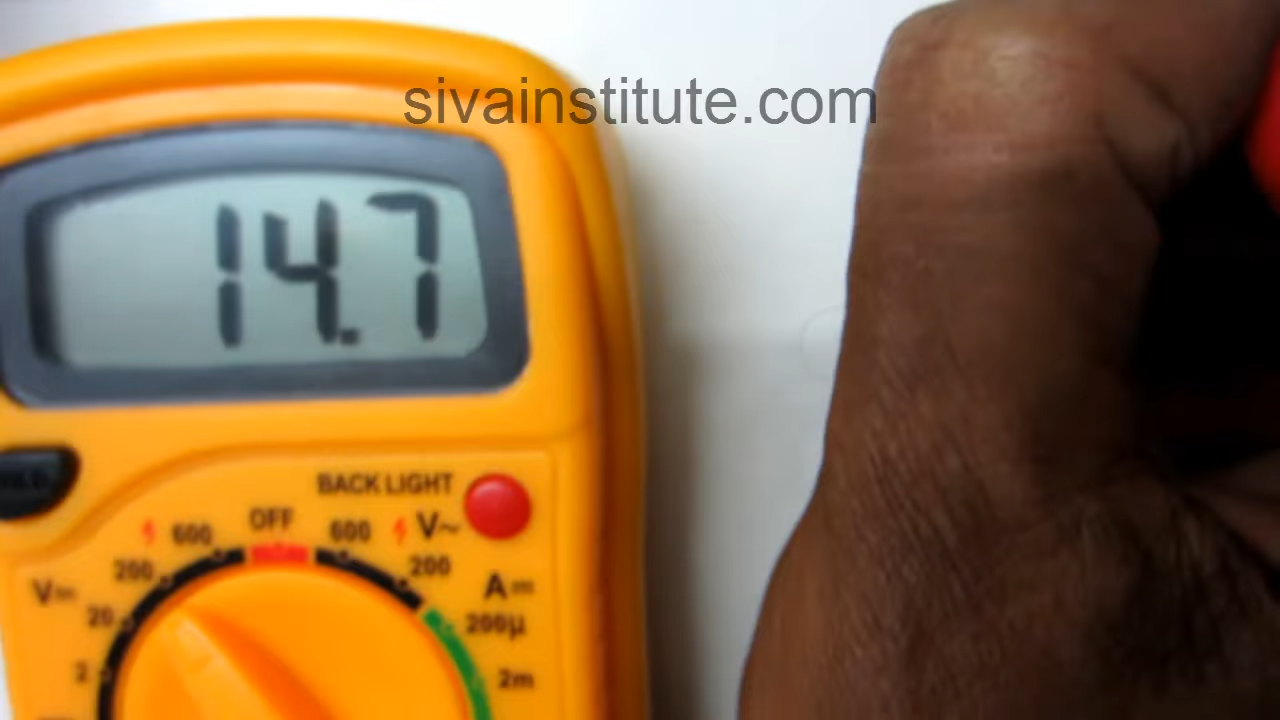 sivainstitute.com
14.7
BACK LIGHT
OFF
600 600 V~
200 200
V⎓ A⎓
20 200µ
2 2m